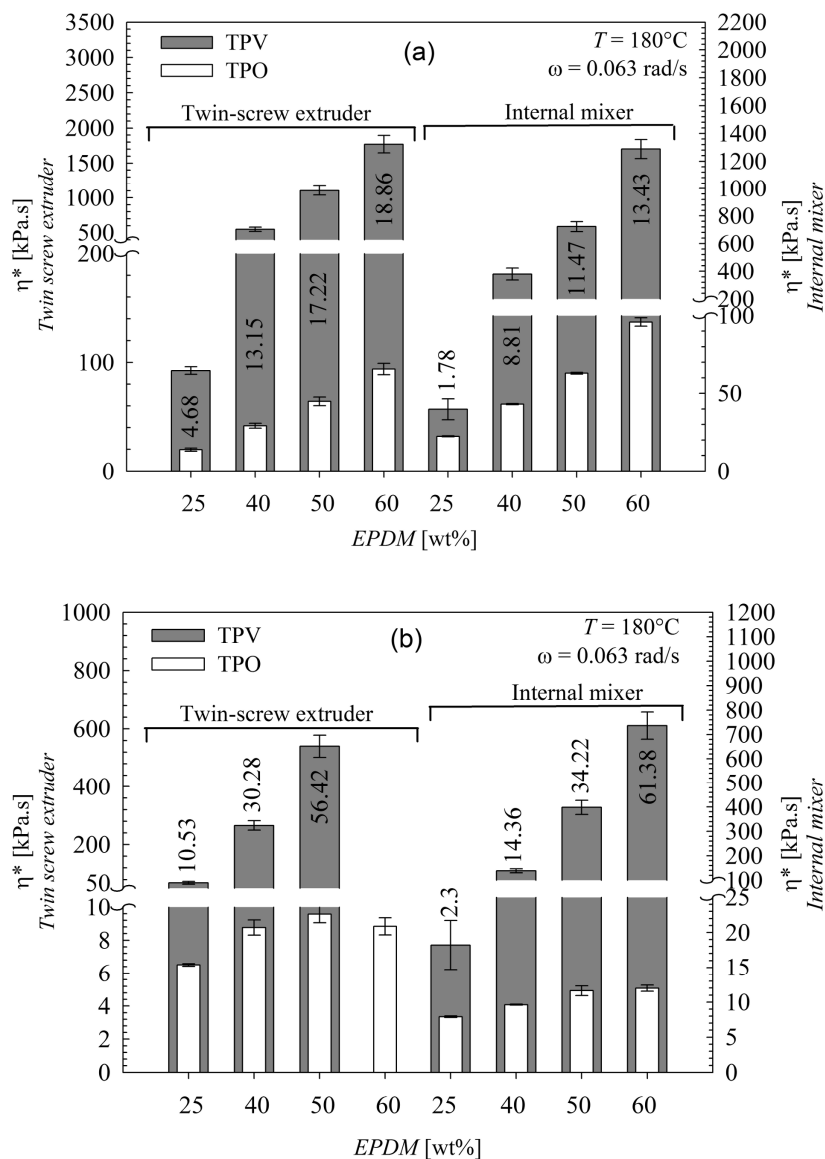 3500
3000
2500
2000
1500
1000
500
200
100
0
η* [kPa.s]
Twin screw extruder
TPV
TPO
(a)
T = 180°C
ω = 0.063 rad/s
Twin-screw extruder
Internal mixer
4.68
13.15
17.22
18.86
1.78
8.81
11.47
13.43
2200
2000
1800
1600
1400
1200
1000
800
600
400
200
100
50
0
η* [kPa.s]
Internal mixer
25 40 50 60 25 40 50 60
EPDM [wt%]
1000
800
600
400
200
50
10
8
6
4
2
0
η* [kPa.s]
Twin screw extruder
TPV
TPO
(b)
T = 180°C
ω = 0.063 rad/s
Twin-screw extruder
Internal mixer
10.53
30.28
56.42
2.3
14.36
34.22
61.38
1200
1100
1000
900
800
700
600
500
400
300
200
100
25
20
15
10
5
0
η* [kPa.s]
Internal mixer
25 40 50 60 25 40 50 60
EPDM [wt%]